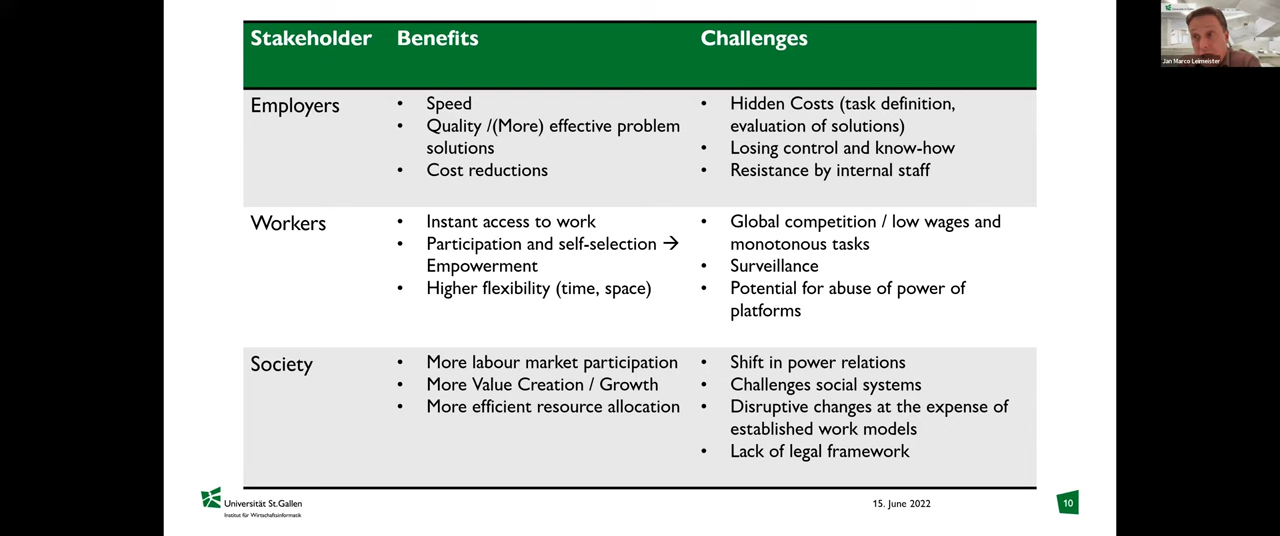 Stakeholder Benefits Challenges
Employers
• Speed
• Quality /(More) effective problem
solutions
• Cost reductions
• Hidden Costs (task definition,
evaluation of solutions)
• Losing control and know-how
• Resistance by internal staff
Workers
• Instant access to work
• Participation and self-selection →
Empowerment
• Higher flexibility (time, space)
• Global competition / low wages and
monotonous tasks
• Surveillance
• Potential for abuse of power of
platforms
Society
• More labour market participation
• More Value Creation / Growth
• More efficient resource allocation
• Shift in power relations
• Challenges social systems
• Disruptive changes at the expense of
established work models
• Lack of legal framework
Universität St.Gallen
Institut für Wirtschaftsinformatik
15. June 2022
10
Jan Marco Leimeister